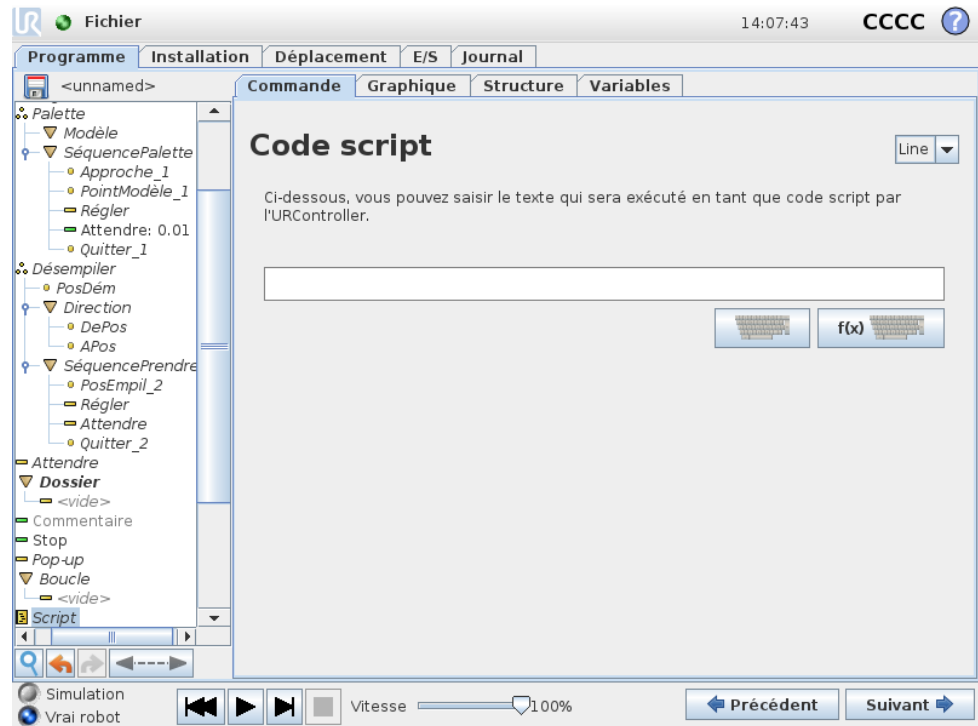 UR Fichier 14:07:43 CCCC ?
Programme Installation Déplacement E/S Journal
<unnamed>
Commande Graphique Structure Variables
Palette
Modèle
SéquencePalette
Approche_1
PointModèle_1
Régler
Attendre: 0.01
Quitter_1
Désempiler
PosDém
Direction
DePos
APos
SéquencePrendre
PosEmpil_2
Régler
Attendre
Quitter_2
Attendre
Dossier
<vide>
Commentaire
Stop
Pop-up
Boucle
<vide>
Script
Code script
Line
Ci-dessous, vous pouvez saisir le texte qui sera exécuté en tant que code script par
l'URController.
f(x)
Simulation
Vrai robot
Vitesse 100%
Précédent Suivant